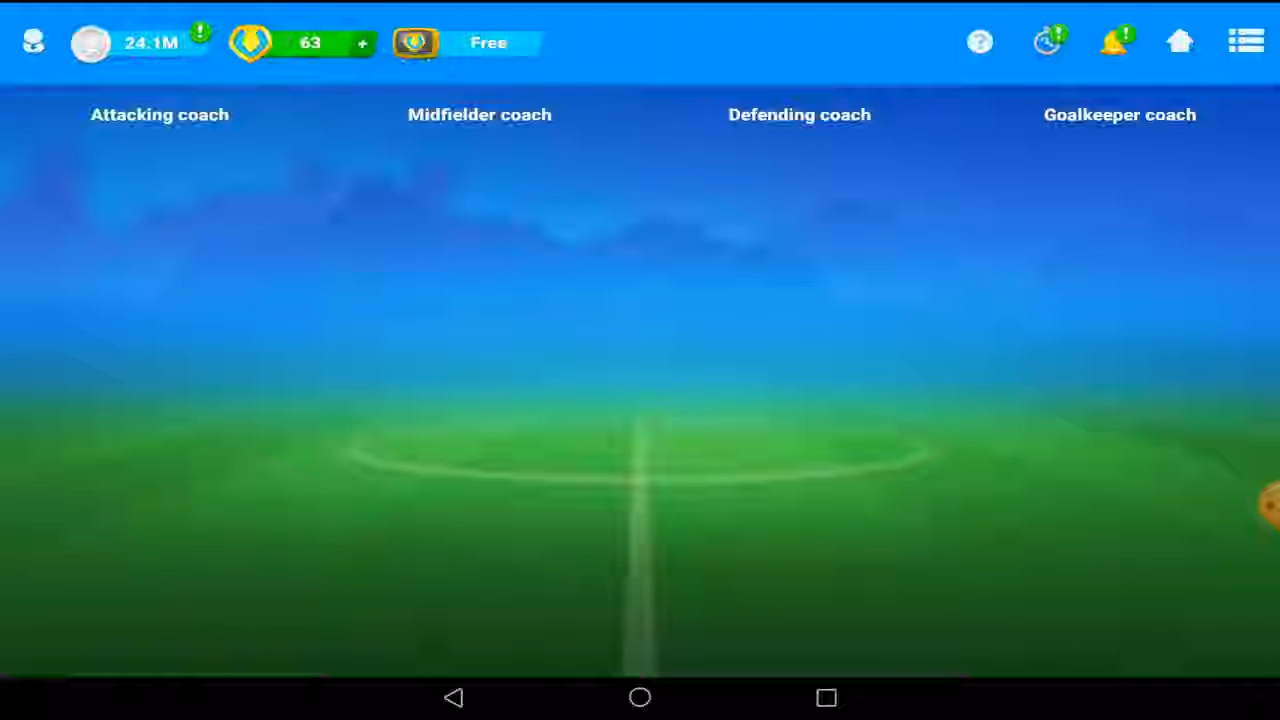 24.1M
63 +
Free
Attacking coach
Midfielder coach
Defending coach
Goalkeeper coach